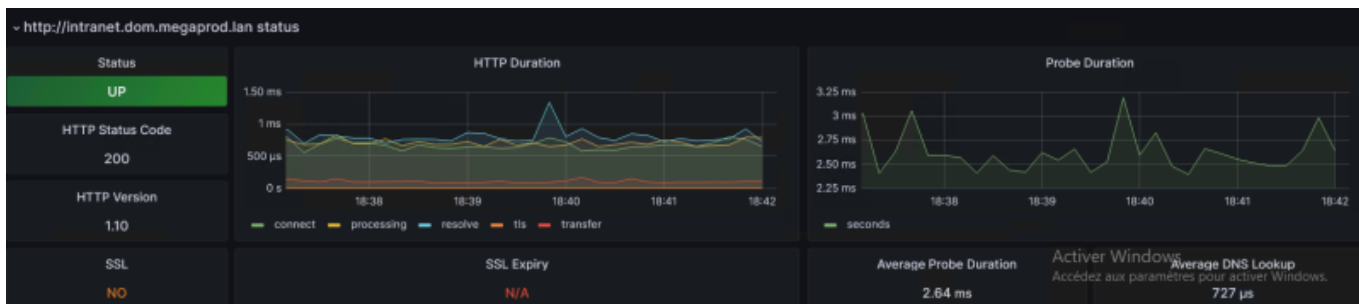 http://intranet.dom.megaprod.lan status
Status
UP
HTTP Status Code
200
HTTP Version
1.10
HTTP Duration
1.50 ms
1 ms
500 µs
0 s
18:38
18:39
18:40
18:41
18:42
connect
processing
resolve
tls
transfer
Probe Duration
3.25 ms
3 ms
2.75 ms
2.50 ms
2.25 ms
18:38
18:39
18:40
18:41
18:42
seconds
SSL
NO
SSL Expiry
N/A
Average Probe Duration
2.64 ms
Average DNS Lookup
727 µs
Activer Windows
Accédez aux paramètres pour activer Windows.